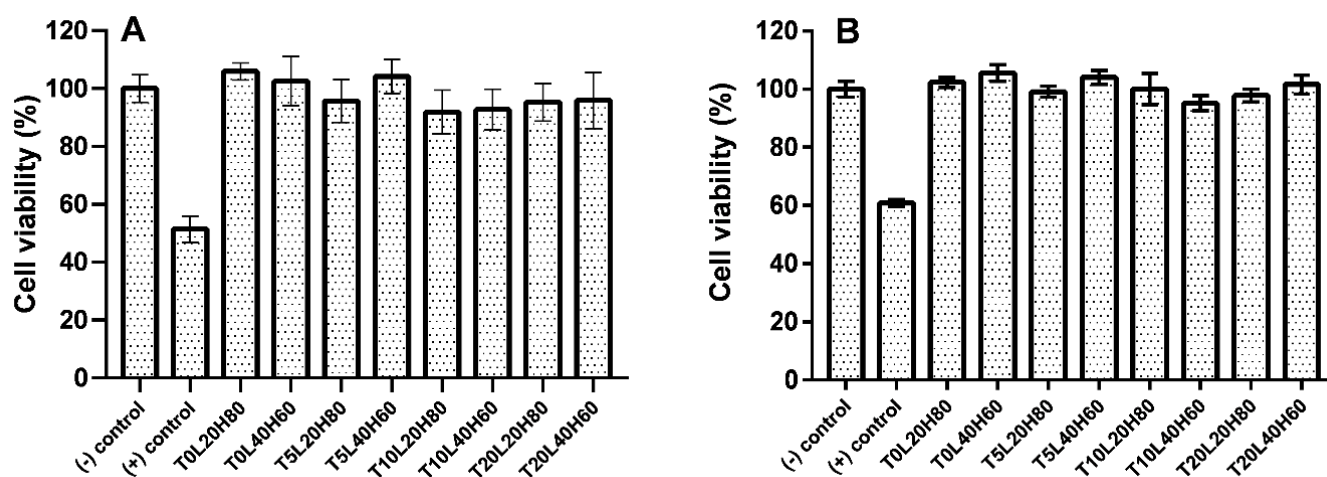 A
Cell viability (%)
120
100
80
60
40
20
0
(-) control
(+) control
T0L20H80
T0L40H60
T5L20H80
T5L40H60
T10L20H80
T10L40H60
T20L20H80
T20L40H60
B
Cell viability (%)
120
100
80
60
40
20
0
(-) control
(+) control
T0L20H80
T0L40H60
T5L20H80
T5L40H60
T10L20H80
T10L40H60
T20L20H80
T20L40H60